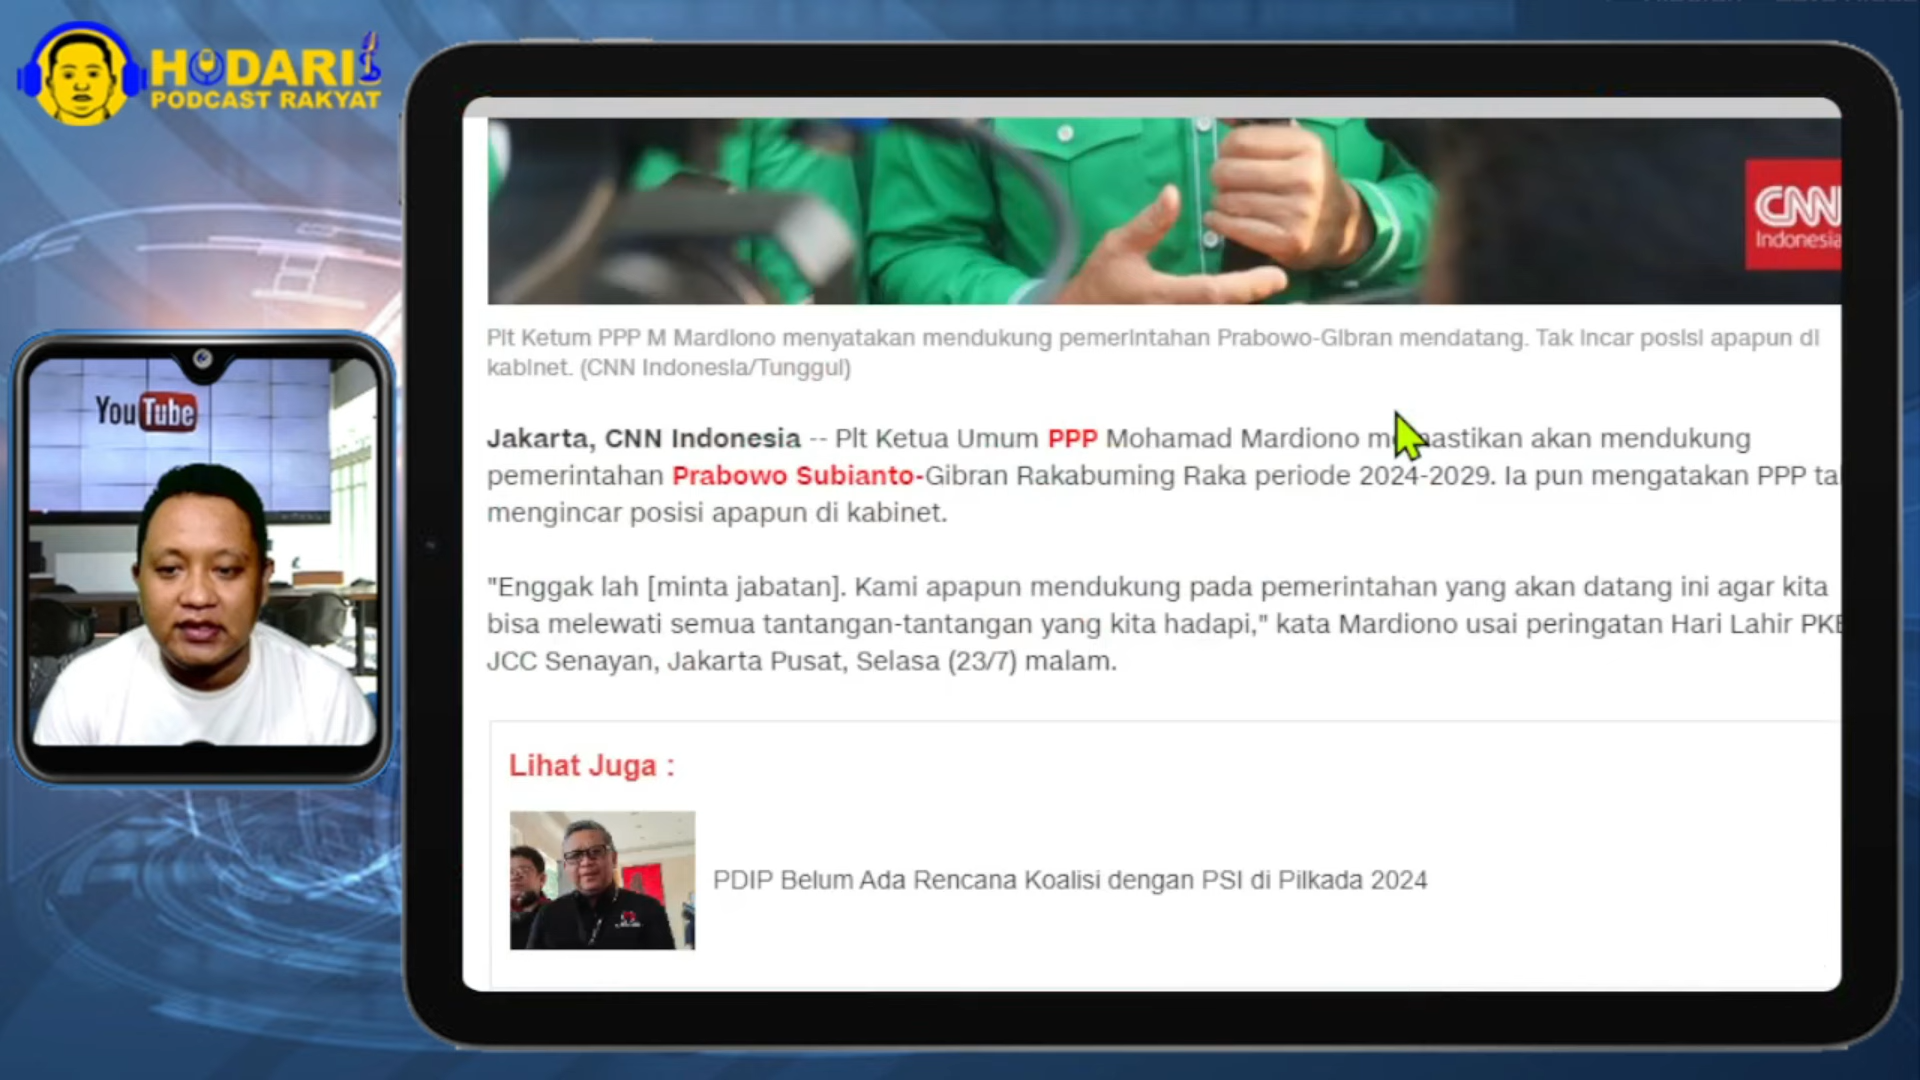 HODARI
PODCAST RAKYAT
YouTube
CNN
Indonesia
Plt Ketum PPP M Mardiono menyatakan mendukung pemerintahan Prabowo-Gibran mendatang. Tak incar posisi apapun di
kabinet. (CNN Indonesia/Tunggul)
Jakarta, CNN Indonesia -- Plt Ketua Umum PPP Mohamad Mardiono akan mendukung
pemerintahan Prabowo Subianto-Gibran Rakabuming Raka periode 2024-2029. Ia pun mengatakan PPP
mengincar posisi apapun di kabinet.
"Enggak lah [minta jabatan]. Kami apapun mendukung pada pemerintahan yang akan datang ini agar kita
bisa melewati semua tantangan-tantangan yang kita hadapi," kata Mardiono usai peringatan Hari Lahir
JCC Senayan, Jakarta Pusat, Selasa (23/7) malam.
Lihat Juga :
PDIP Belum Ada Rencana Koalisi dengan PSI di Pilkada 2024